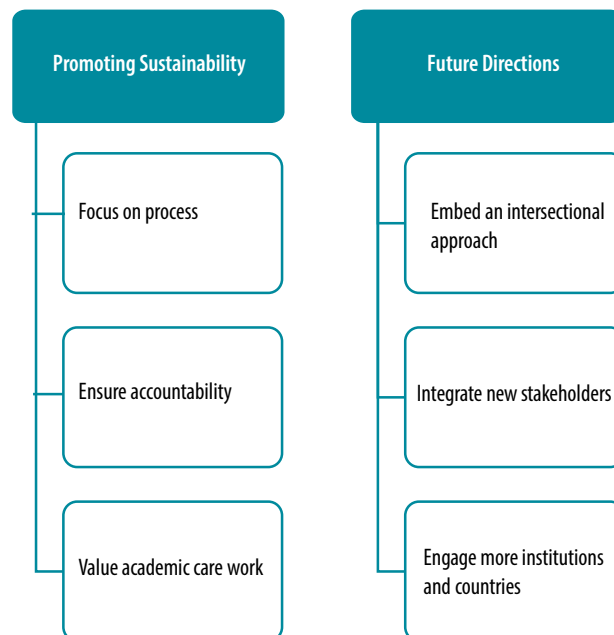 Promoting Sustainability
Focus on process
Ensure accountability
Value academic care work
Future Directions
Embed an intersectional
approach
Integrate new stakeholders
Engage more institutions
and countries